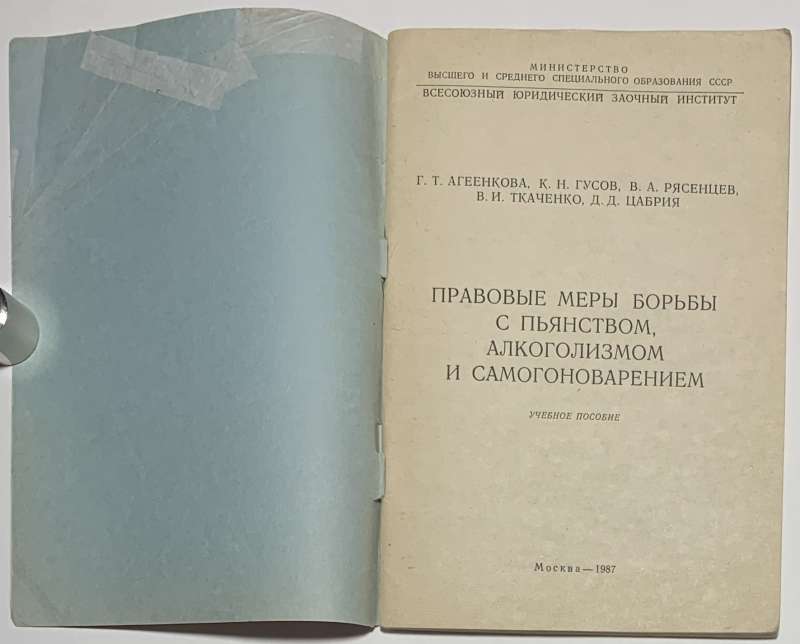 МИНИСТЕРСТВО
ВЫСШЕГО И СРЕДНЕГО СПЕЦИАЛЬНОГО ОБРАЗОВАНИЯ СССР
ВСЕСОЮЗНЫЙ ЮРИДИЧЕСКИЙ ЗАОЧНЫЙ ИНСТИТУТ
Г. Т. АГЕЕНКОВА, К. Н. ГУСОВ, В. А. РЯСЕНЦЕВ,
В. И. ТКАЧЕНКО, Д. Д. ЦАБРИЯ
ПРАВОВЫЕ МЕРЫ БОРЬБЫ
С ПЬЯНСТВОМ,
АЛКОГОЛИЗМОМ
И САМОГОНОВАРЕНИЕМ
УЧЕБНОЕ ПОСОБИЕ
Москва — 1987